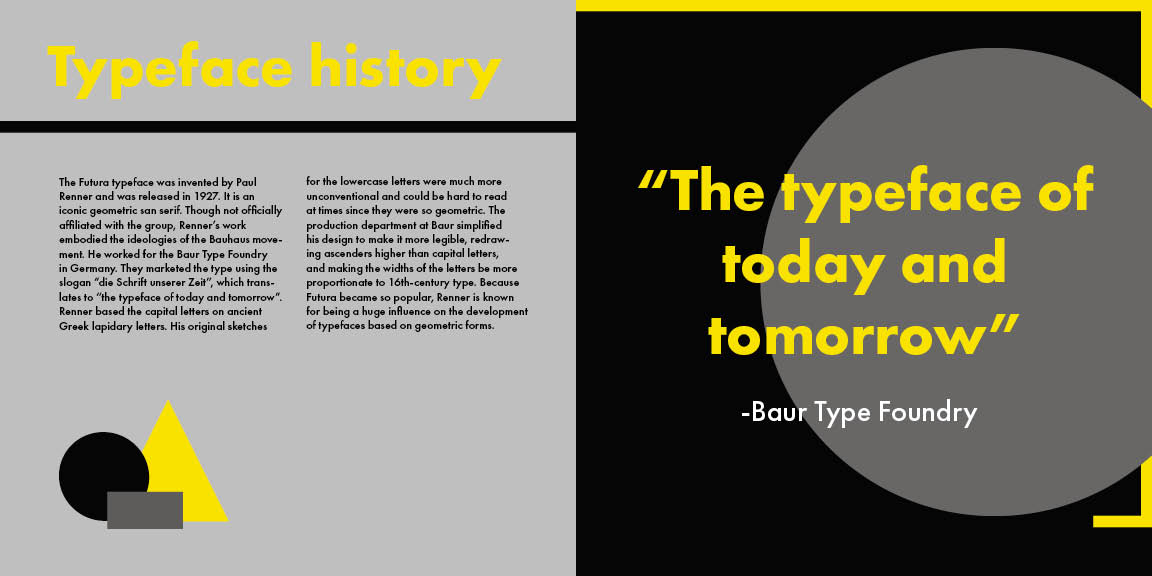 Typeface history
The Futura typeface was invented by Paul
Renner and was released in 1927. It is an
iconic geometric san serif. Though not officially
affiliated with the group, Renner's work
embodied the ideologies of the Bauhaus move-
ment. He worked for the Baur Type Foundry
in Germany. They marketed the type using the
slogan "die Schrift unserer Zeit", which trans-
lates to "the typeface of today and tomorrow".
Renner based the capital letters on ancient
Greek lapidary letters. His original sketches
for the lowercase letters were much more
unconventional and could be hard to read
at times since they were so geometric. The
production department at Baur simplified
his design to make it more legible, redraw-
ing ascenders higher than capital letters,
and making the widths of the letters be more
proportionate to 16th-century type. Because
Futura became so popular, Renner is known
for being a huge influence on the development
of typefaces based on geometric forms.
“The typeface of
today and
tomorrow”
-Baur Type Foundry